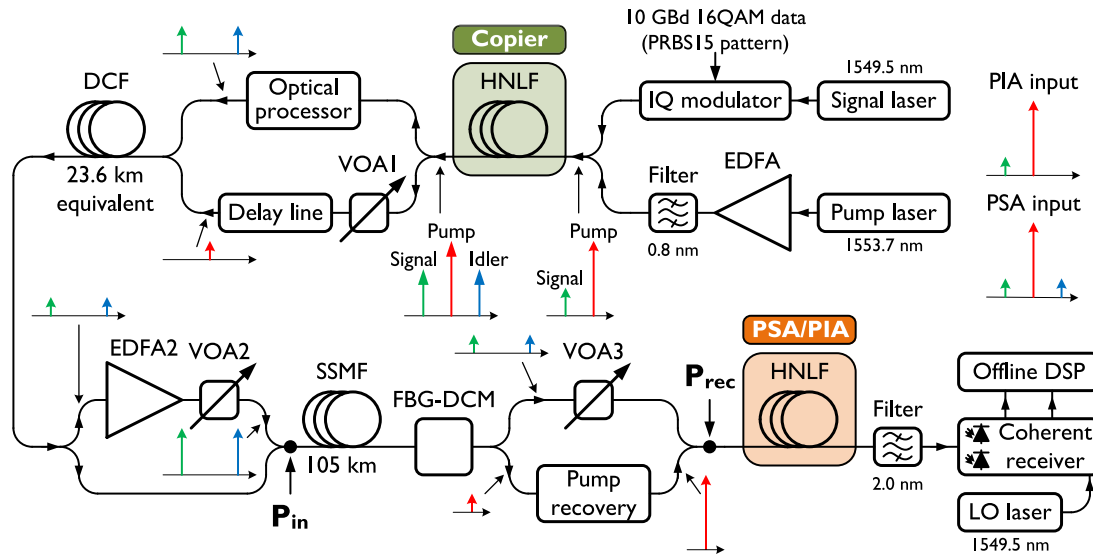 Copier
HNLF
10 GBd 16QAM data
(PRBS15 pattern)
IQ modulator
1549.5 nm
Signal laser
PIA input
DCF
Optical
processor
23.6 km
equivalent
VOA1
Delay line
Filter
0.8 nm
EDFA
Pump laser
1553.7 nm
PSA input
Pump
Signal
Idler
Pump
Signal
EDFA2
VOA2
SSMF
105 km
P_in
FBG-DCM
VOA3
Pump
recovery
P_rec
PSA/PIA
HNLF
Filter
2.0 nm
Offline DSP
Coherent
receiver
LO laser
1549.5 nm